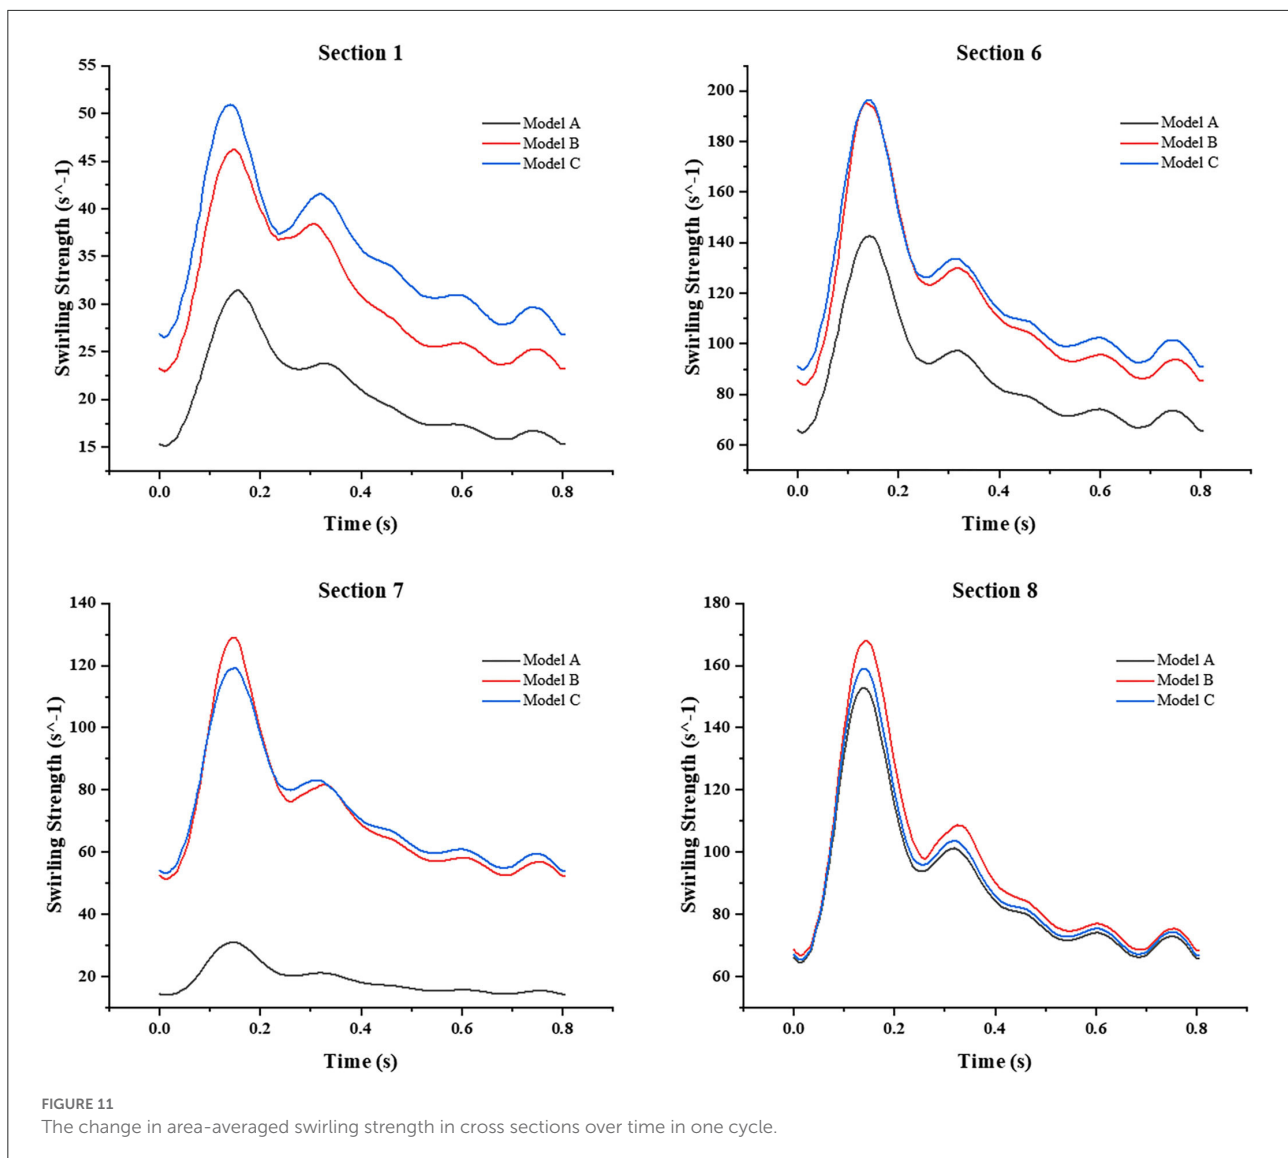 Section 1
55
50
45
40
35
30
25
20
15
Swirling Strength (s^-1)
Model A
Model B
Model C
0.0 0.2 0.4 0.6 0.8
Time (s)
Section 6
200
180
160
140
120
100
80
60
Swirling Strength (s^-1)
Model A
Model B
Model C
0.0 0.2 0.4 0.6 0.8
Time (s)
Section 7
140
120
100
80
60
40
20
Swirling Strength (s^-1)
Model A
Model B
Model C
0.0 0.2 0.4 0.6 0.8
Time (s)
Section 8
180
160
140
120
100
80
60
Swirling Strength (s^-1)
Model A
Model B
Model C
0.0 0.2 0.4 0.6 0.8
Time (s)
FIGURE 11
The change in area-averaged swirling strength in cross sections over time in one cycle.